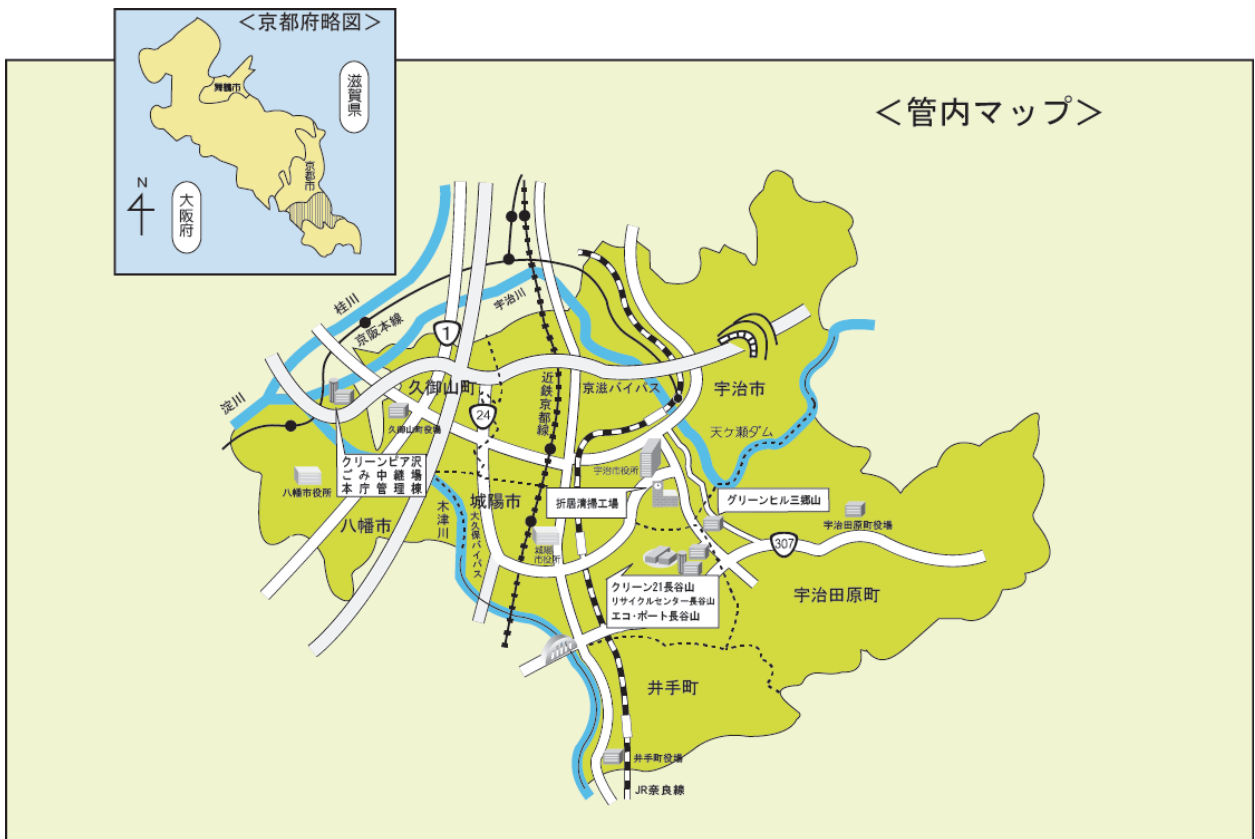 <京都府略図>
舞鶴市
滋賀県
京都市
N
大阪府
<管内マップ>
桂川
宇治川
京阪本線
1
淀川
久御山町
近鉄京都線
京滋バイパス
宇治市
24
久御山町役場
天ケ瀬ダム
クリーンピア沢
ごみ中継場
本庁管理棟
八幡市役所
宇治市役所
八幡市
木津川
城陽市
大久保バイパス
折居清掃工場
グリーンヒル三郷山
宇治田原町役場
城陽
市役所
307
クリーン21長谷山
リサイクルセンター長谷山
エコ・ポート長谷山
宇治田原町
井手町
井手町役場
JR奈良線